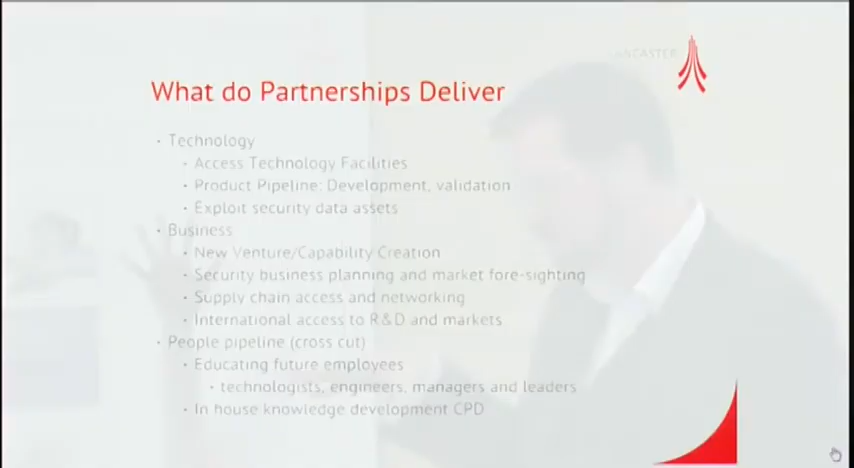 LANCASTER
What do Partnerships Deliver
• Technology
• Access Technology Facilities
• Product Pipeline: Development, validation
• Exploit security data assets
• Business
• New Venture/Capability Creation
• Security business planning and market fore-sighting
• Supply chain access and networking
• International access to R&D and markets
• People pipeline (cross cut)
• Educating future employees
• technologists, engineers, managers and leaders
• In house knowledge development CPD